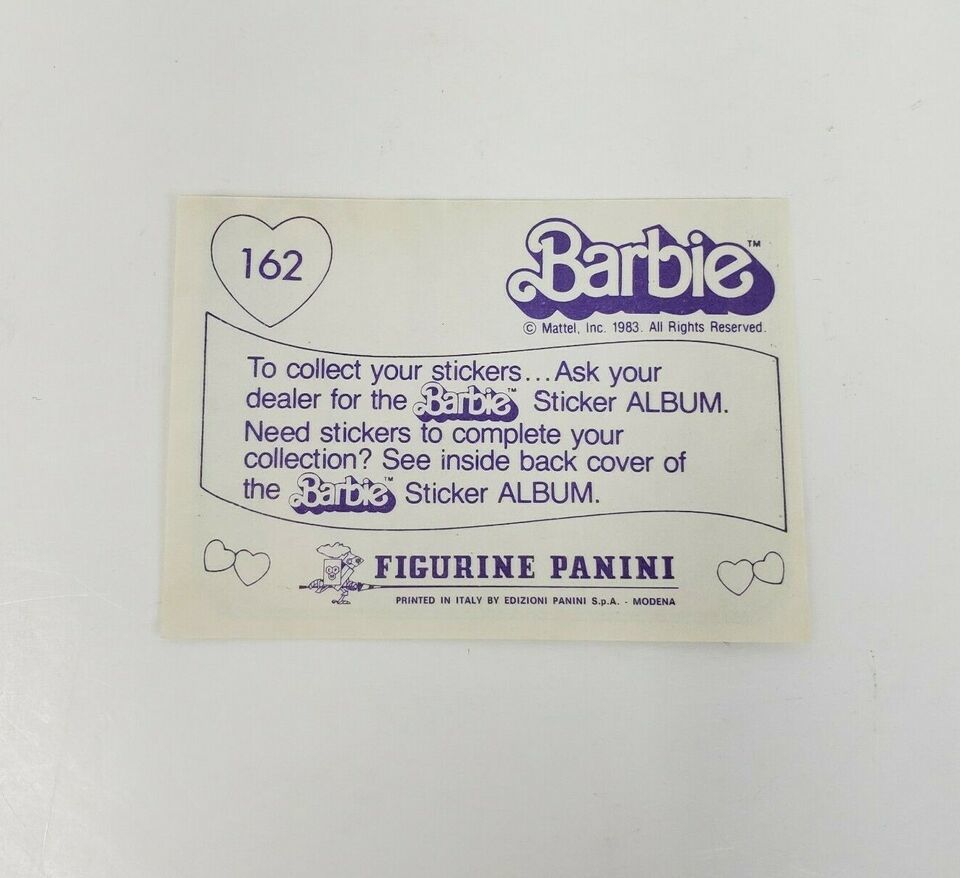 162
Barbie™
© Mattel, Inc. 1983. All Rights Reserved.
To collect your stickers...Ask your
dealer for the Barbie™ Sticker ALBUM.
Need stickers to complete your
collection? See inside back cover of
the Barbie™ Sticker ALBUM.
FIGURINE PANINI
PRINTED IN ITALY BY EDIZIONI PANINI S.p.A. - MODENA